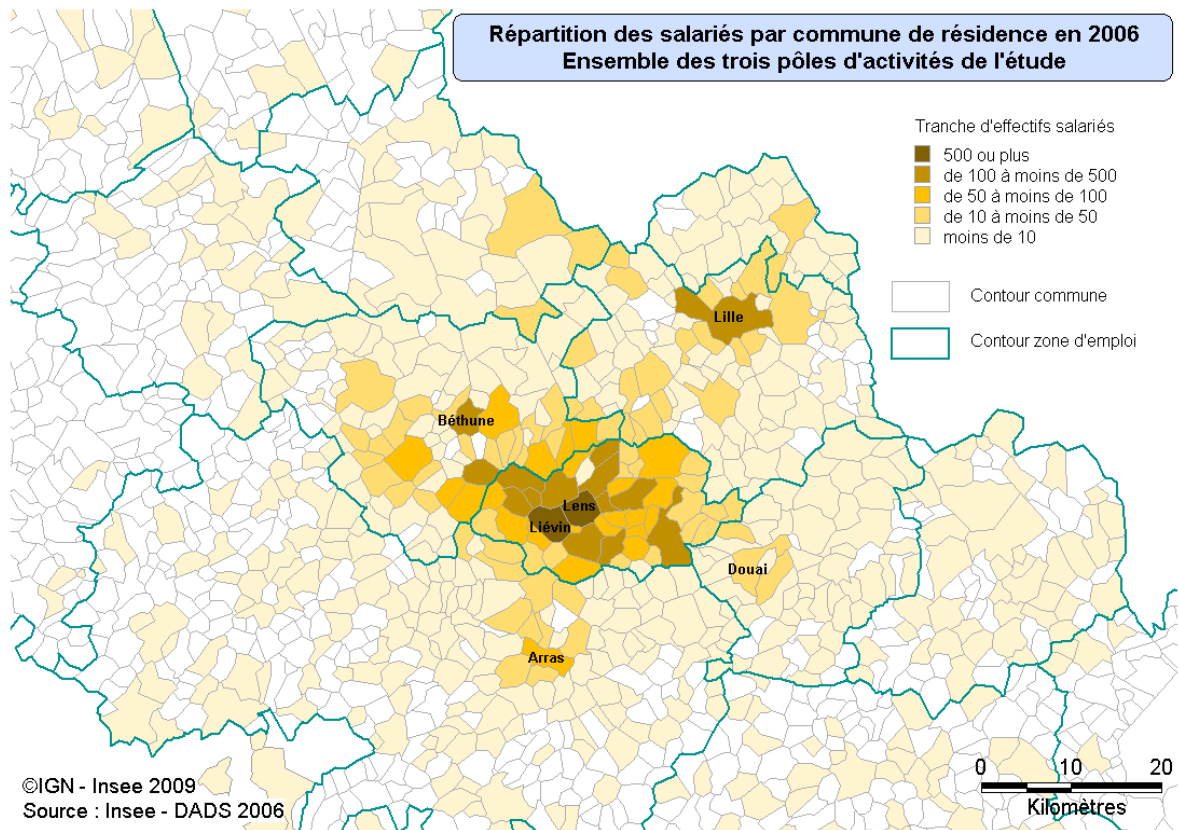 Répartition des salariés par commune de résidence en 2006
Ensemble des trois pôles d'activités de l'étude
Tranche d'effectifs salariés
500 ou plus
de 100 à moins de 500
de 50 à moins de 100
de 10 à moins de 50
moins de 10
Contour commune
Contour zone d'emploi
Lille
Béthune
Lens
Liévin
Douai
Arras
0 10 20
Kilomètres
©IGN - Insee 2009
Source : Insee - DADS 2006